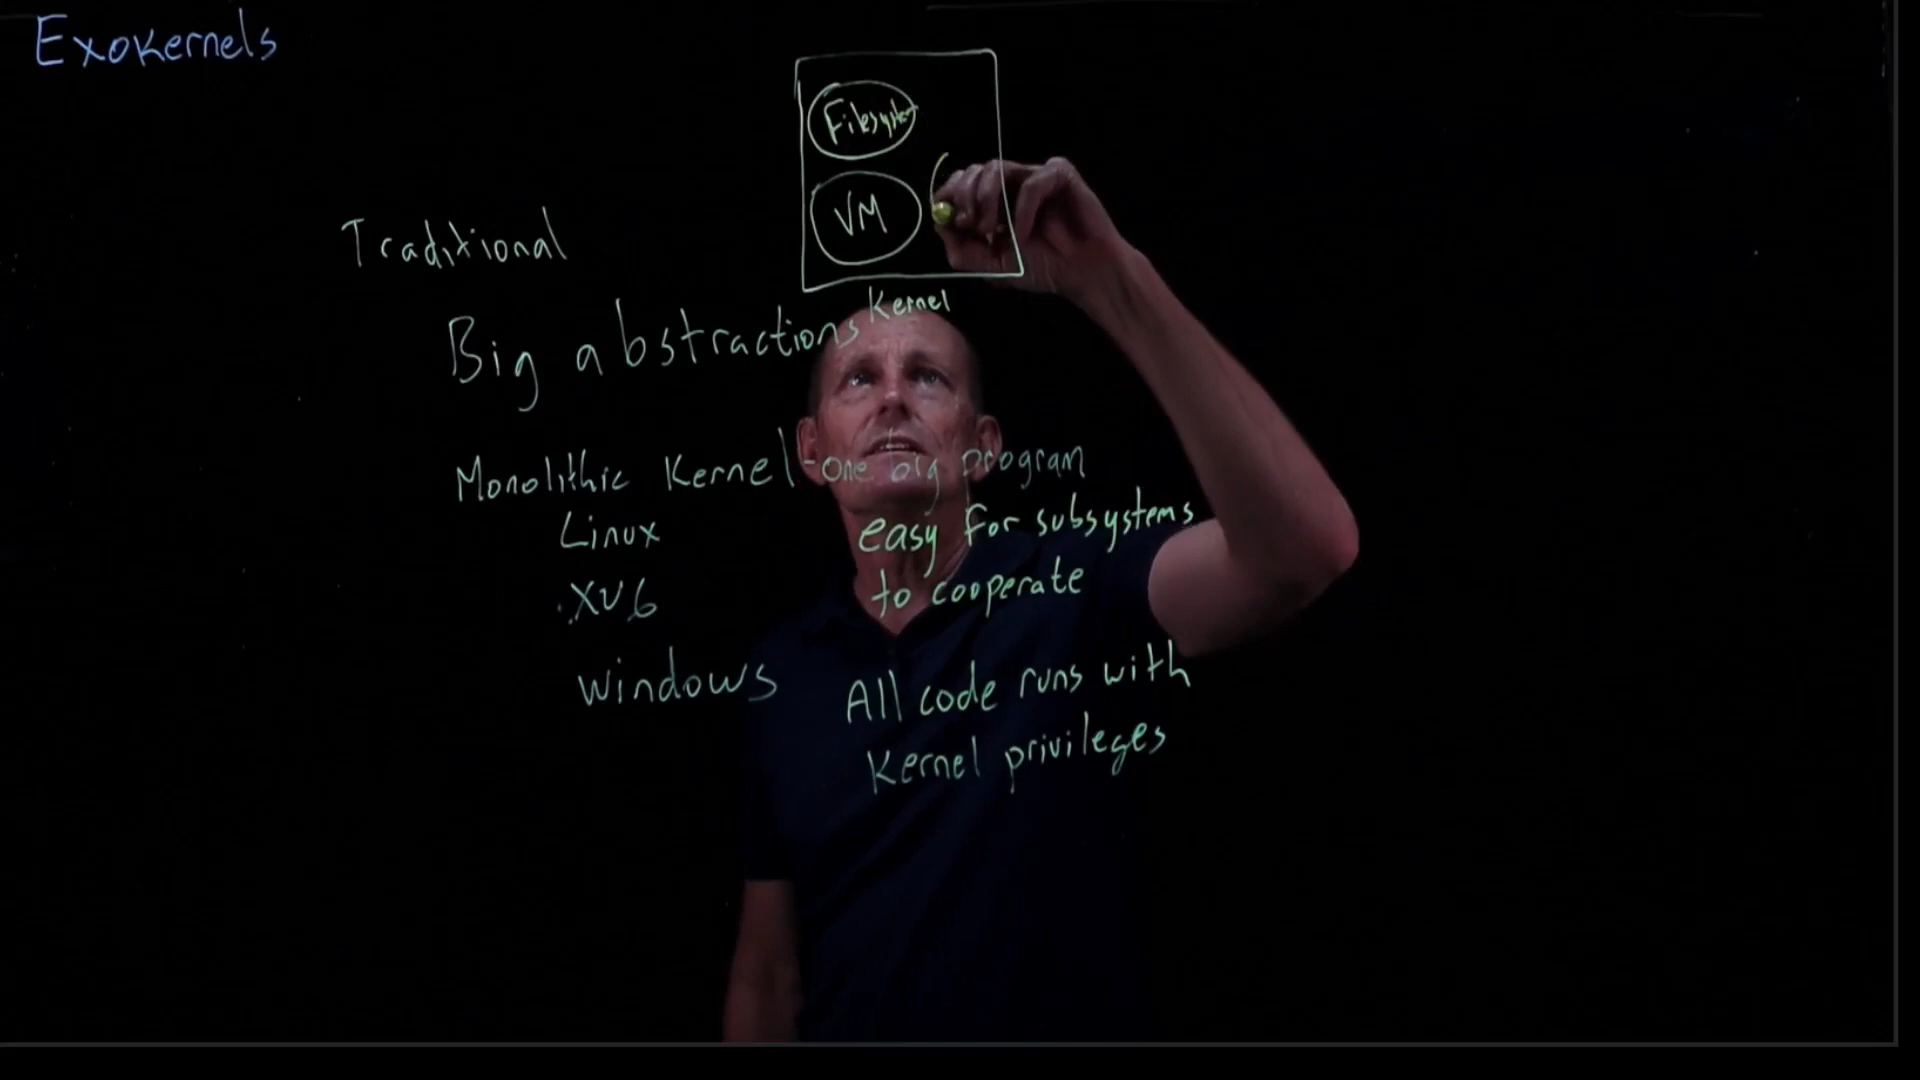 Exokernels
Filesystem
VM
Kernel
Traditional
Big abstractions
Monolithic Kernel - one big program
Linux
easy for subsystems
to cooperate
XV6
Windows
All code runs with
Kernel privileges